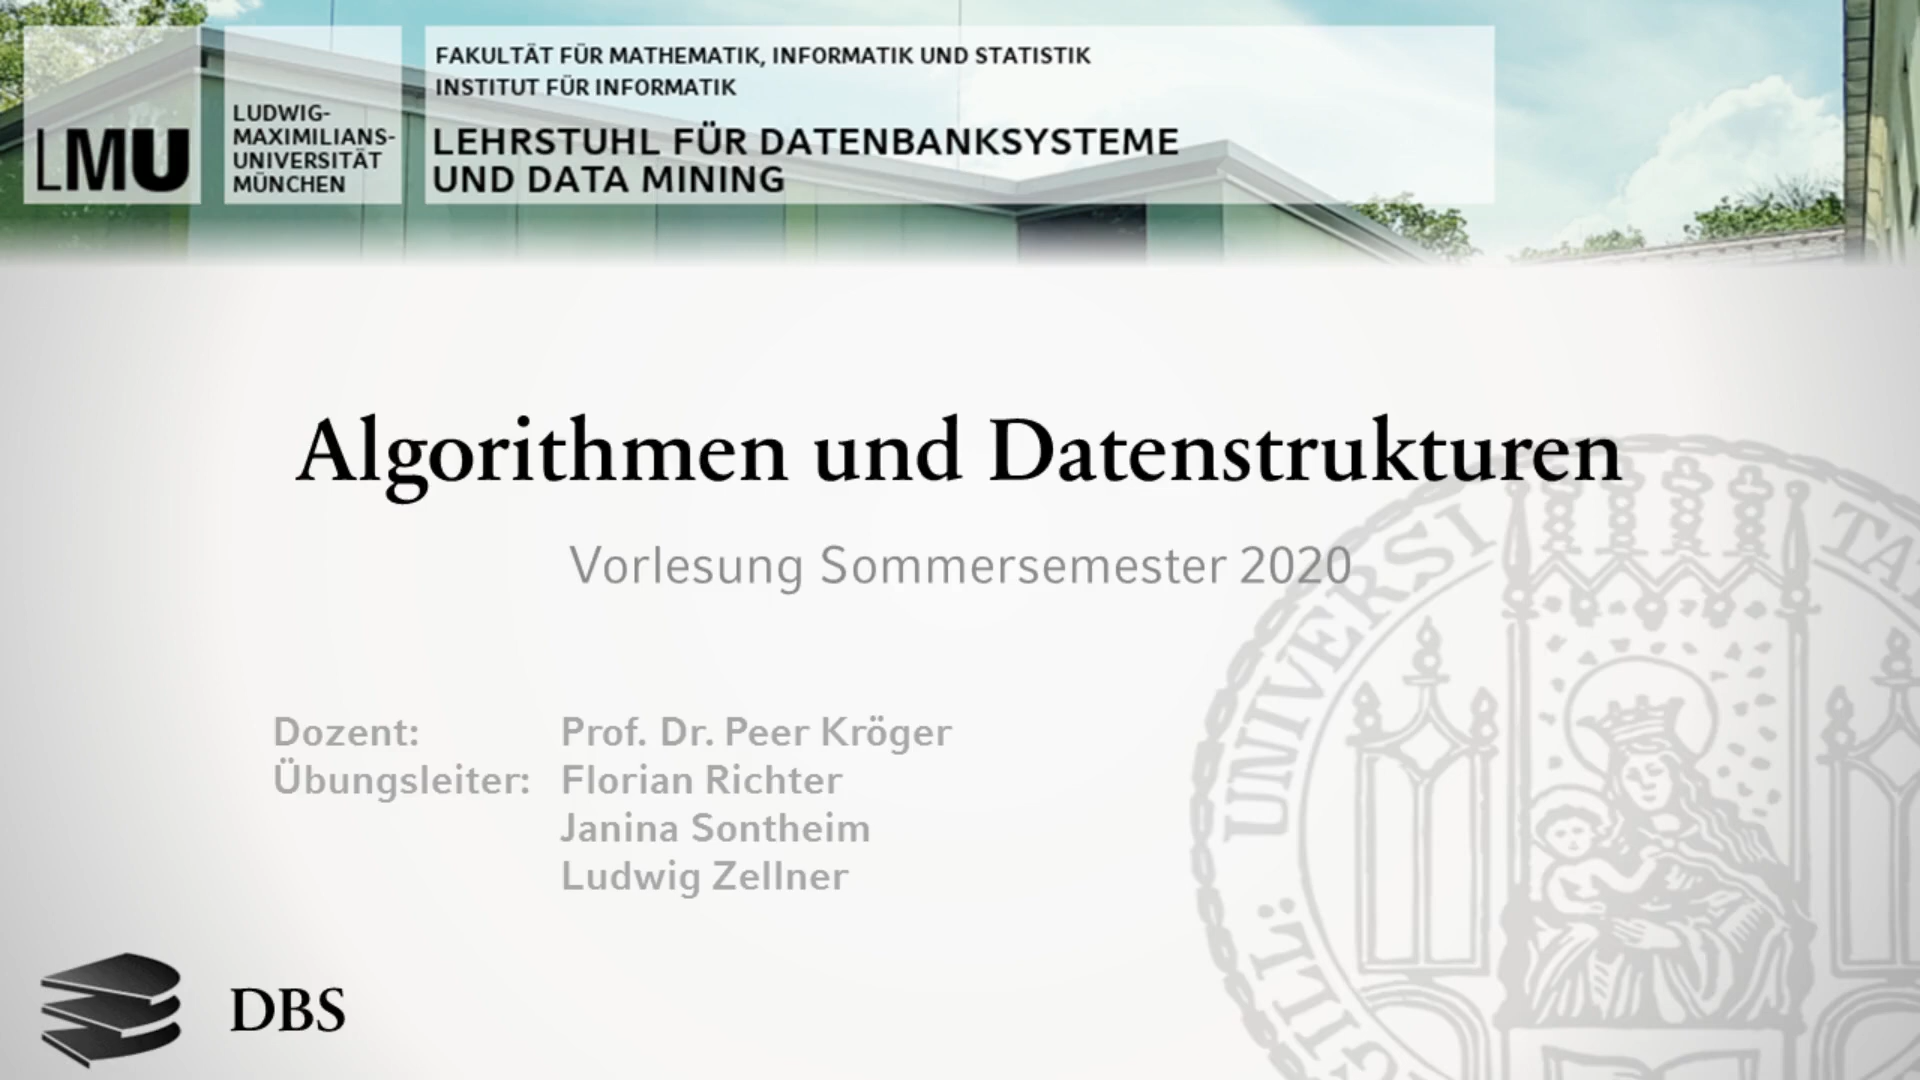 FAKULTÄT FÜR MATHEMATIK, INFORMATIK UND STATISTIK
INSTITUT FÜR INFORMATIK
LMU
LUDWIG-
MAXIMILIANS-
UNIVERSITÄT
MÜNCHEN
LEHRSTUHL FÜR DATENBANKSYSTEME
UND DATA MINING
Algorithmen und Datenstrukturen
Vorlesung Sommersemester 2020
Dozent: Prof. Dr. Peer Kröger
Übungsleiter: Florian Richter
Janina Sontheim
Ludwig Zellner
DBS